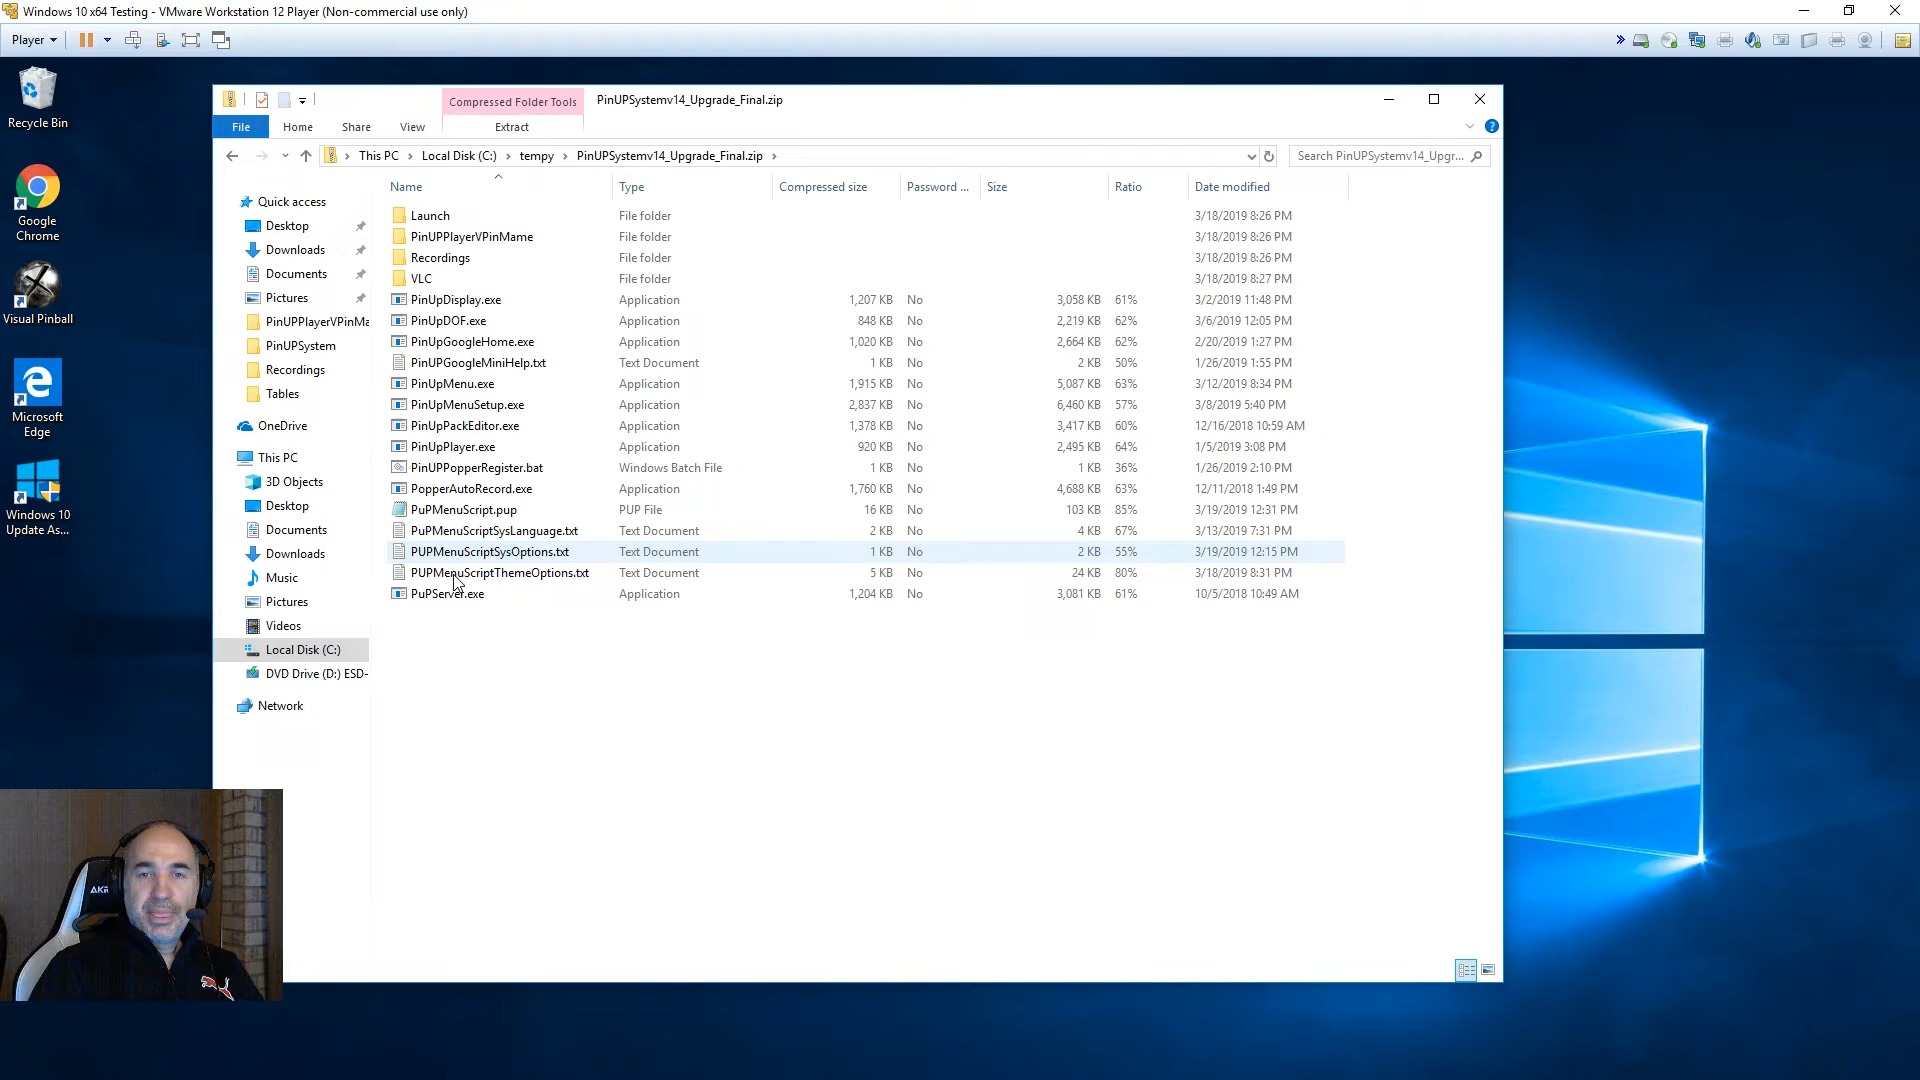 Windows 10 x64 Testing - VMware Workstation 12 Player (Non-commercial use only)
Player
Recycle Bin
Google Chrome
Visual Pinball
Microsoft Edge
Windows 10 Update As...
Compressed Folder Tools
PinUPSystemv14_Upgrade_Final.zip
File Home Share View Extract
This PC › Local Disk (C:) › tempy › PinUPSystemv14_Upgrade_Final.zip ›
Search PinUPSystemv14_Upgr...
Quick access
Desktop
Downloads
Documents
Pictures
PinUPPlayerVPinMa
PinUPSystem
Recordings
Tables
OneDrive
This PC
3D Objects
Desktop
Documents
Downloads
Music
Pictures
Videos
Local Disk (C:)
DVD Drive (D:) ESD-
Network
Name Type Compressed size Password ... Size Ratio Date modified
Launch File folder 3/18/2019 8:26 PM
PinUPPlayerVPinMame File folder 3/18/2019 8:26 PM
Recordings File folder 3/18/2019 8:26 PM
VLC File folder 3/18/2019 8:27 PM
PinUpDisplay.exe Application 1,207 KB No 3,058 KB 61% 3/2/2019 11:48 PM
PinUpDOF.exe Application 848 KB No 2,219 KB 62% 3/6/2019 12:05 PM
PinUpGoogleHome.exe Application 1,020 KB No 2,664 KB 62% 2/20/2019 1:27 PM
PinUPGoogleMiniHelp.txt Text Document 1 KB No 2 KB 50% 1/26/2019 1:55 PM
PinUpMenu.exe Application 1,915 KB No 5,087 KB 63% 3/12/2019 8:34 PM
PinUpMenuSetup.exe Application 2,837 KB No 6,460 KB 57% 3/8/2019 5:40 PM
PinUpPackEditor.exe Application 1,378 KB No 3,417 KB 60% 12/16/2018 10:59 AM
PinUpPlayer.exe Application 920 KB No 2,495 KB 64% 1/5/2019 3:08 PM
PinUPPopperRegister.bat Windows Batch File 1 KB No 1 KB 36% 1/26/2019 2:10 PM
PopperAutoRecord.exe Application 1,760 KB No 4,688 KB 63% 12/11/2018 1:49 PM
PuPMenuScript.pup PUP File 16 KB No 103 KB 85% 3/19/2019 12:31 PM
PuPMenuScriptSysLanguage.txt Text Document 2 KB No 4 KB 67% 3/13/2019 7:31 PM
PUPMenuScriptSysOptions.txt Text Document 1 KB No 2 KB 55% 3/19/2019 12:15 PM
PUPMenuScriptThemeOptions.txt Text Document 5 KB No 24 KB 80% 3/18/2019 8:31 PM
PuPServer.exe Application 1,204 KB No 3,081 KB 61% 10/5/2018 10:49 AM